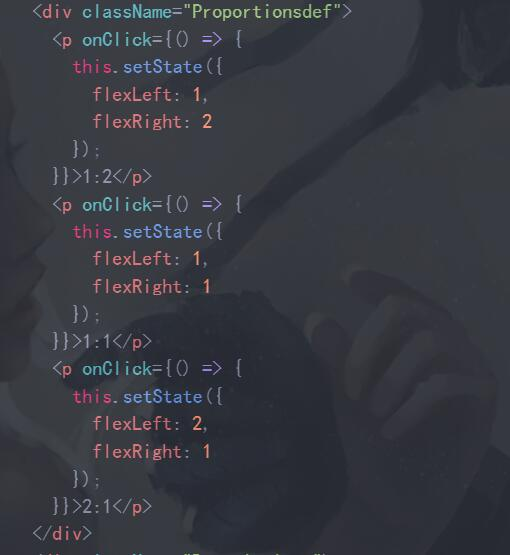 <div className="Proportionsdef">
<p onClick={() => {
this.setState({
flexLeft: 1,
flexRight: 2
});
}}>1:2</p>
<p onClick={() => {
this.setState({
flexLeft: 1,
flexRight: 1
});
}}>1:1</p>
<p onClick={() => {
this.setState({
flexLeft: 2,
flexRight: 1
});
}}>2:1</p>
</div>